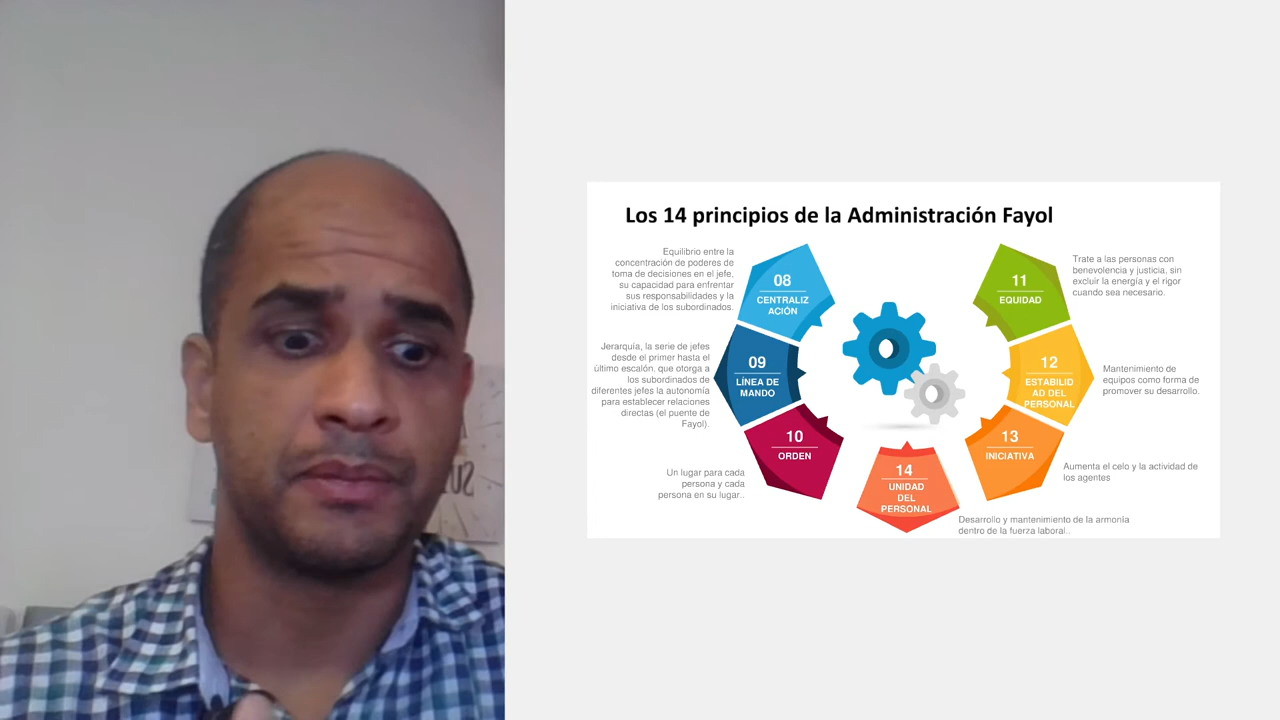 Los 14 principios de la Administración Fayol
Equilibrio entre la
concentración de poderes de
toma de decisiones en el jefe,
su capacidad para enfrentar
sus responsabilidades y la
iniciativa de los subordinados.
08
CENTRALIZ
ACIÓN
Jerarquía, la serie de jefes
desde el primer hasta el
último escalón. que otorga a
los subordinados de
diferentes jefes la autonomía
para establecer relaciones
directas (el puente de
Fayol).
09
LÍNEA DE
MANDO
Un lugar para cada
persona y cada
persona en su lugar..
10
ORDEN
11
EQUIDAD
Trate a las personas con
benevolencia y justicia, sin
excluir la energía y el rigor
cuando sea necesario.
12
ESTABILID
AD DEL
PERSONAL
Mantenimiento de
equipos como forma de
promover su desarrollo.
13
INICIATIVA
Aumenta el celo y la actividad de
los agentes
14
UNIDAD
DEL
PERSONAL
Desarrollo y mantenimiento de la armonía
dentro de la fuerza laboral..